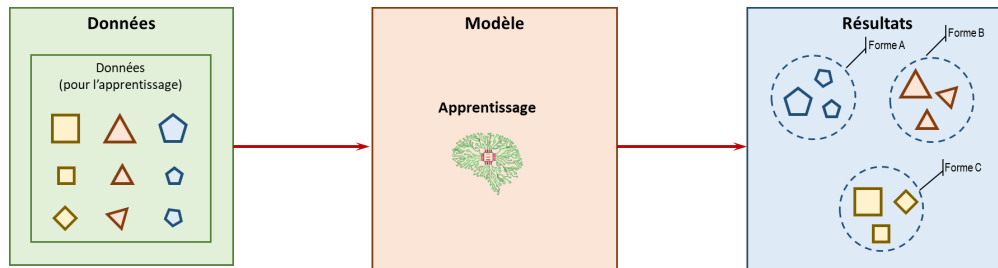 Données
Données
(pour l'apprentissage)
Modèle
Apprentissage
Résultats
Forme A
Forme B
Forme C